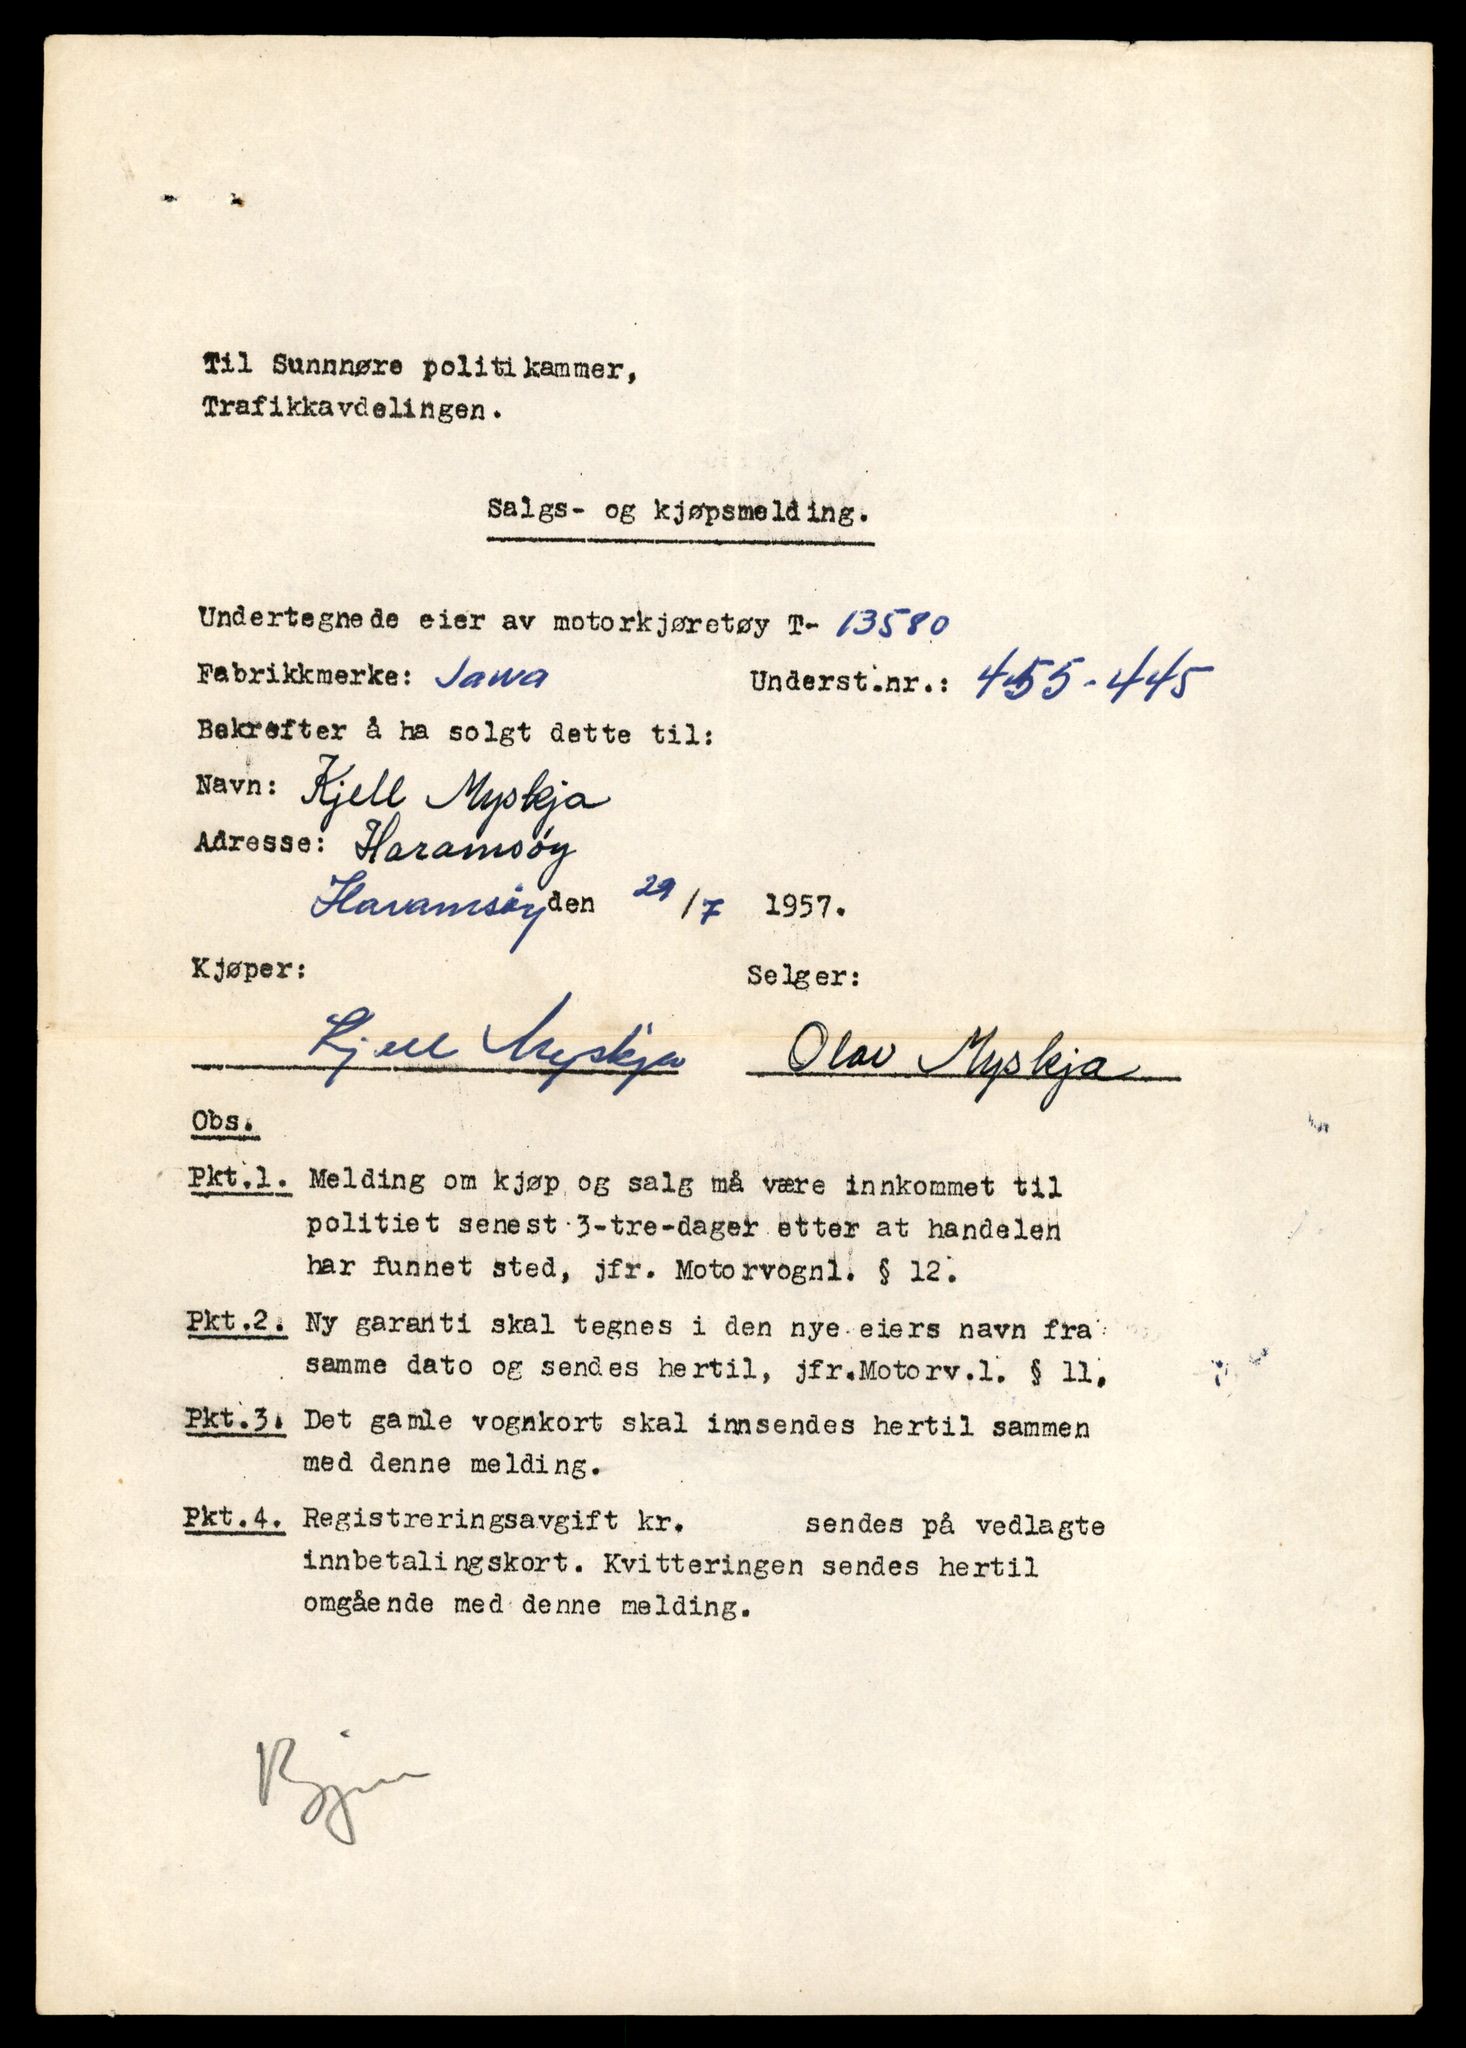 Til Sunnnøre politikammer,
Trafikkavdelingen.
Salgs- og kjøpsmelding.
Undertegnede eier av motorkjøretøy T- 13580
Fabrikkmerke: Jawa Underst.nr.: 455-445
Bekrefter å ha solgt dette til:
Navn: Kjell Myskja
Adresse: Haramsöy
Haramsøy den 29/7 1957.
Kjøper: Selger:
Kjell Myskja Olav Myskja
Obs.
Pkt.1. Melding om kjøp og salg må være innkommet til
politiet senest 3-tre-dager etter at handelen
har funnet sted, jfr. Motorvognl. § 12.
Pkt.2. Ny garanti skal tegnes i den nye eiers navn fra
samme dato og sendes hertil, jfr.Motorv.l. § 11.
Pkt.3. Det gamle vognkort skal innsendes hertil sammen
med denne melding.
Pkt.4. Registreringsavgift kr. sendes på vedlagte
innbetalingskort. Kvitteringen sendes hertil
omgående med denne melding.